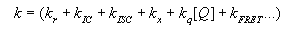 k = (k_r + k_IC + k_ISC + k_x + k_q[Q] + k_FRET...)